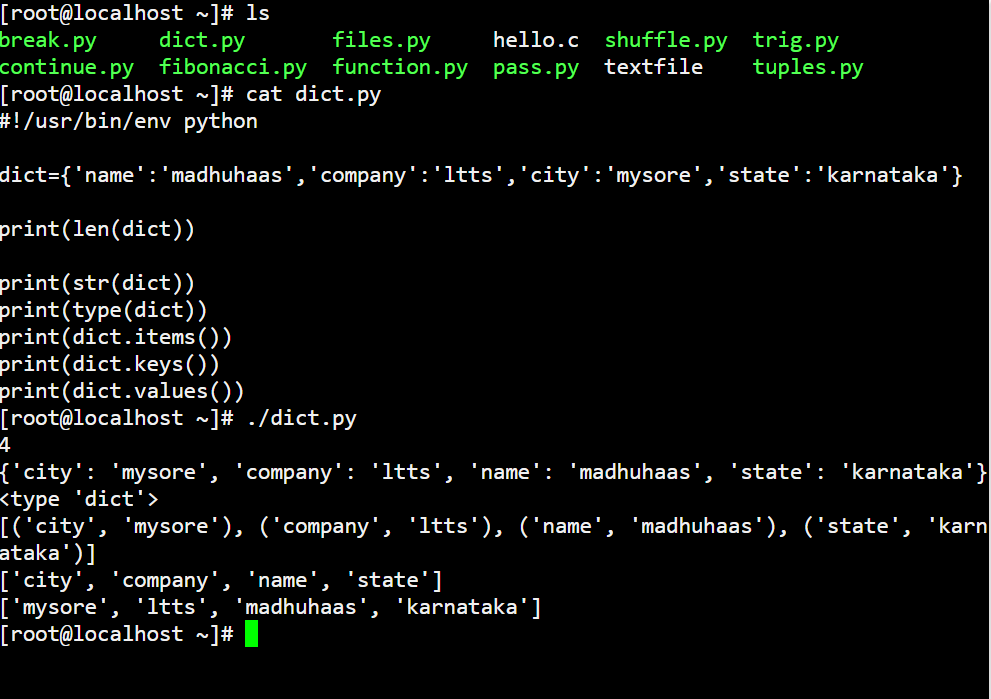 [root@localhost ~]# ls
break.py     dict.py       files.py     hello.c  shuffle.py  trig.py
continue.py  fibonacci.py  function.py  pass.py  textfile    tuples.py
[root@localhost ~]# cat dict.py
#!/usr/bin/env python

dict={'name':'madhuhaas','company':'ltts','city':'mysore','state':'karnataka'}

print(len(dict))

print(str(dict))
print(type(dict))
print(dict.items())
print(dict.keys())
print(dict.values())
[root@localhost ~]# ./dict.py
4
{'city': 'mysore', 'company': 'ltts', 'name': 'madhuhaas', 'state': 'karnataka'}
<type 'dict'>
[('city', 'mysore'), ('company', 'ltts'), ('name', 'madhuhaas'), ('state', 'karn
ataka')]
['city', 'company', 'name', 'state']
['mysore', 'ltts', 'madhuhaas', 'karnataka']
[root@localhost ~]#